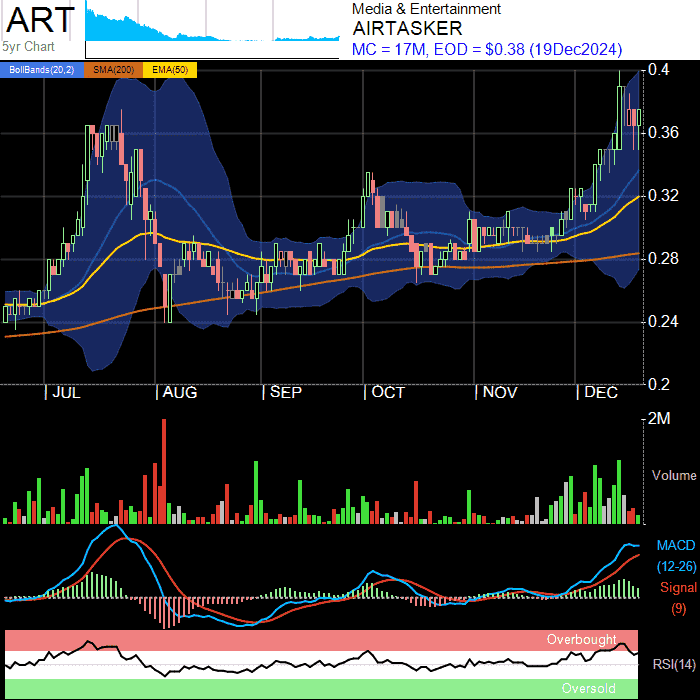 ART
5yr Chart
Media & Entertainment
AIRTASKER
MC = 17M, EOD = $0.38 (19Dec2024)
BollBands(20,2) SMA(200) EMA(50)
0.4
0.36
0.32
0.28
0.24
0.2
| JUL | AUG | SEP | OCT | NOV | DEC
2M
Volume
MACD
(12-26)
Signal
(9)
Overbought
RSI(14)
Oversold